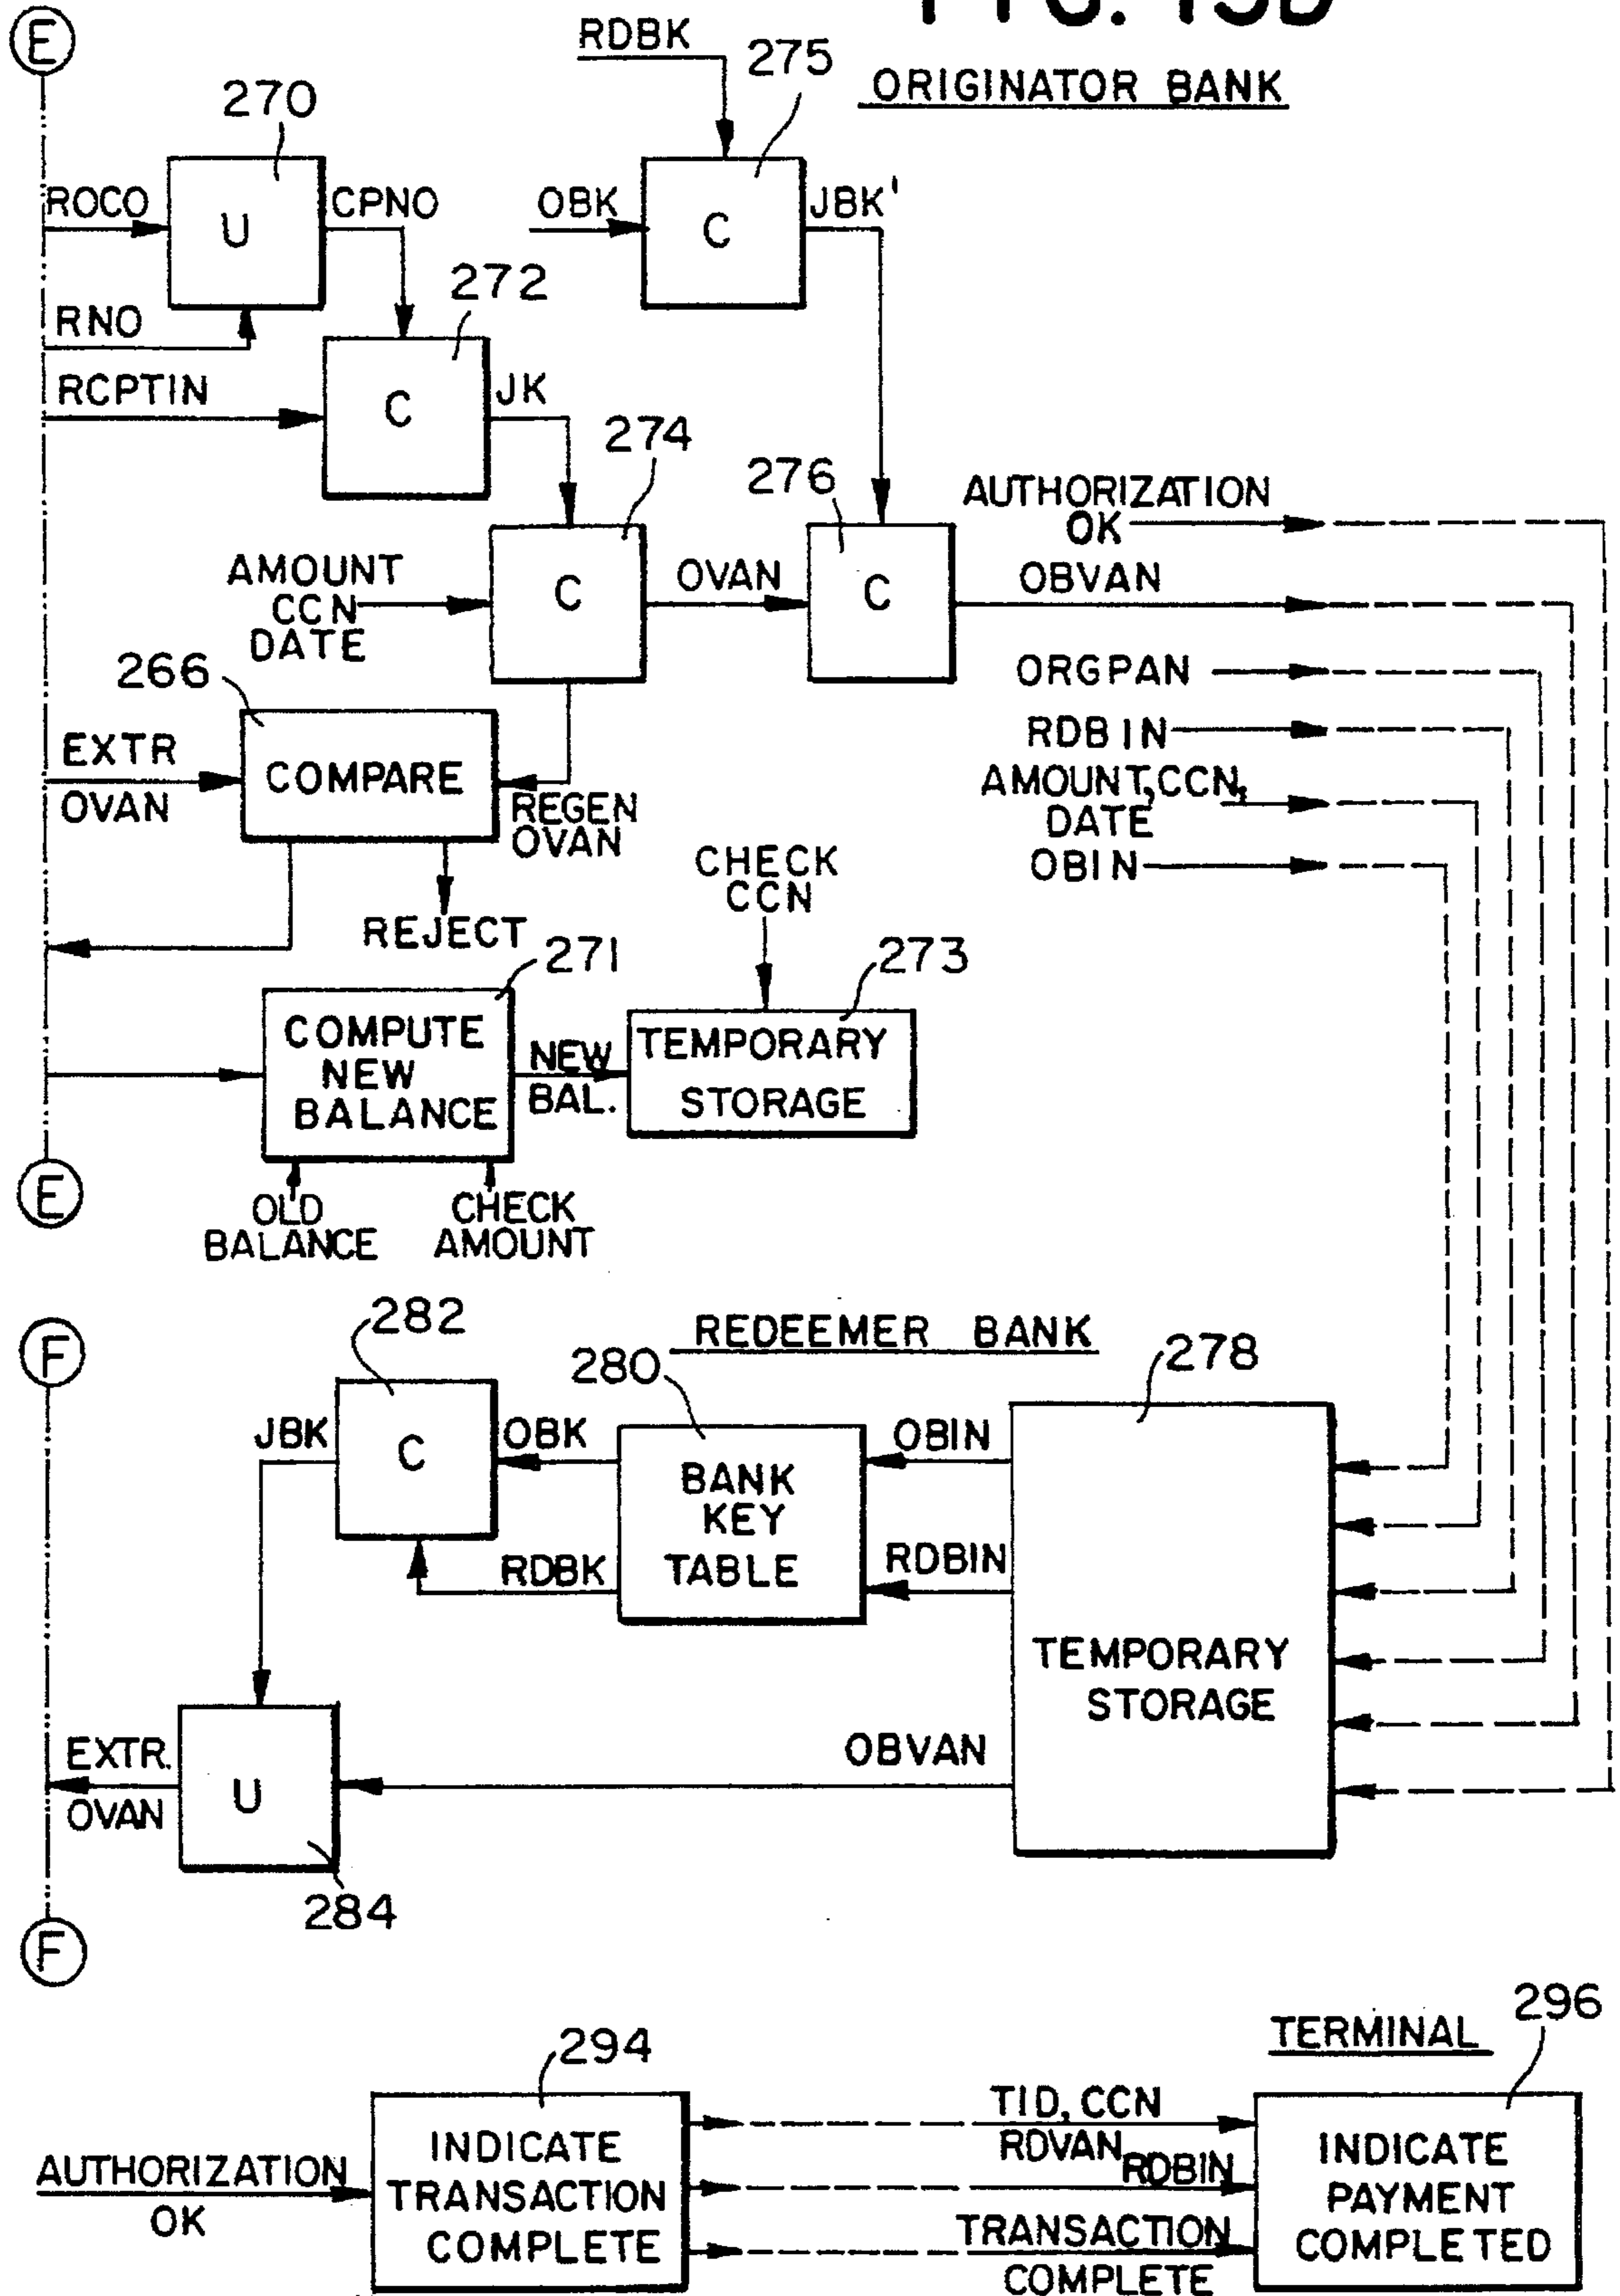 FIG. 13D
ORIGINATOR BANK
E
RDBK
275
270
ROCO
U
CPNO
OBK
C
JBK'
RNO
272
RCPTIN
C
JK
274
276
AUTHORIZATION
OK
AMOUNT
CCN
DATE
C
OVAN
C
OBVAN
ORGPAN
266
RDBIN
EXTR
OVAN
COMPARE
REGEN
OVAN
AMOUNT, CCN,
DATE
OBIN
REJECT
CHECK
CCN
271
273
COMPUTE
NEW
BALANCE
NEW
BAL.
TEMPORARY
STORAGE
E
OLD
BALANCE
CHECK
AMOUNT
F
282
REDEEMER BANK
280
278
JBK
C
OBK
BANK
KEY
TABLE
OBIN
RDBK
RDBIN
TEMPORARY
STORAGE
EXTR.
OVAN
U
OBVAN
284
F
294
TERMINAL
296
AUTHORIZATION
OK
INDICATE
TRANSACTION
COMPLETE
TID, CCN
RDVAN
RDBIN
TRANSACTION
COMPLETE
INDICATE
PAYMENT
COMPLETED